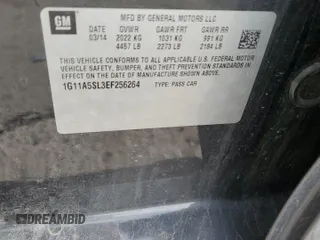 GM
MFD BY GENERAL MOTORS LLC
DATE GVWR GAWR FRT GAWR RR
03/14 2022 KG 1031 KG 991 KG
4457 LB 2273 LB 2184 LB
THIS VEHICLE CONFORMS TO ALL APPLICABLE U.S. FEDERAL MOTOR
VEHICLE SAFETY, BUMPER, AND THEFT PREVENTION STANDARDS IN
EFFECT ON THE DATE OF MANUFACTURE SHOWN ABOVE.
1G11A5SL3EF256264 TYPE: PASS CAR
DREAMBID